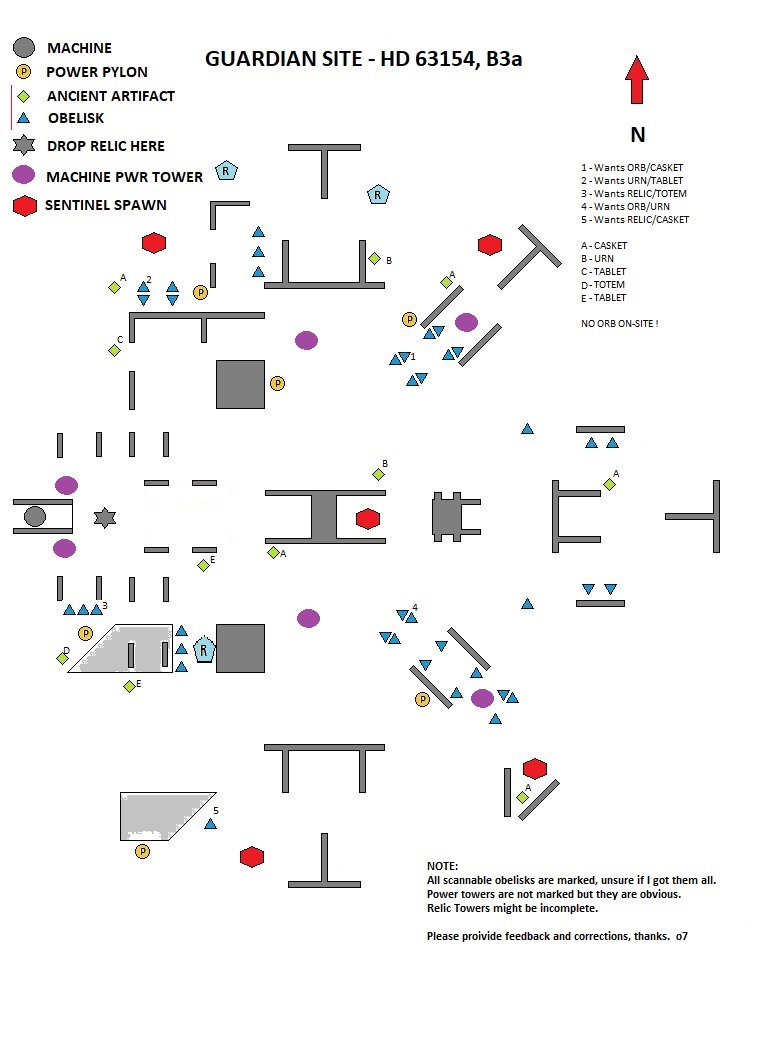 GUARDIAN SITE - HD 63154, B3a
MACHINE
P POWER PYLON
ANCIENT ARTIFACT
OBELISK
DROP RELIC HERE
MACHINE PWR TOWER
SENTINEL SPAWN
N
1 - Wants ORB/CASKET
2 - Wants URN/TABLET
3 - Wants RELIC/TOTEM
4 - Wants ORB/URN
5 - Wants RELIC/CASKET
A - CASKET
B - URN
C - TABLET
D - TOTEM
E - TABLET
NO ORB ON-SITE !
R
R
B
A
2
A
P
P
C
1
P
B
A
A
E
3
4
P
R
D
E
P
A
5
P
NOTE:
All scannable obelisks are marked, unsure if I got them all.
Power towers are not marked but they are obvious.
Relic Towers might be incomplete.
Please proivide feedback and corrections, thanks. o7